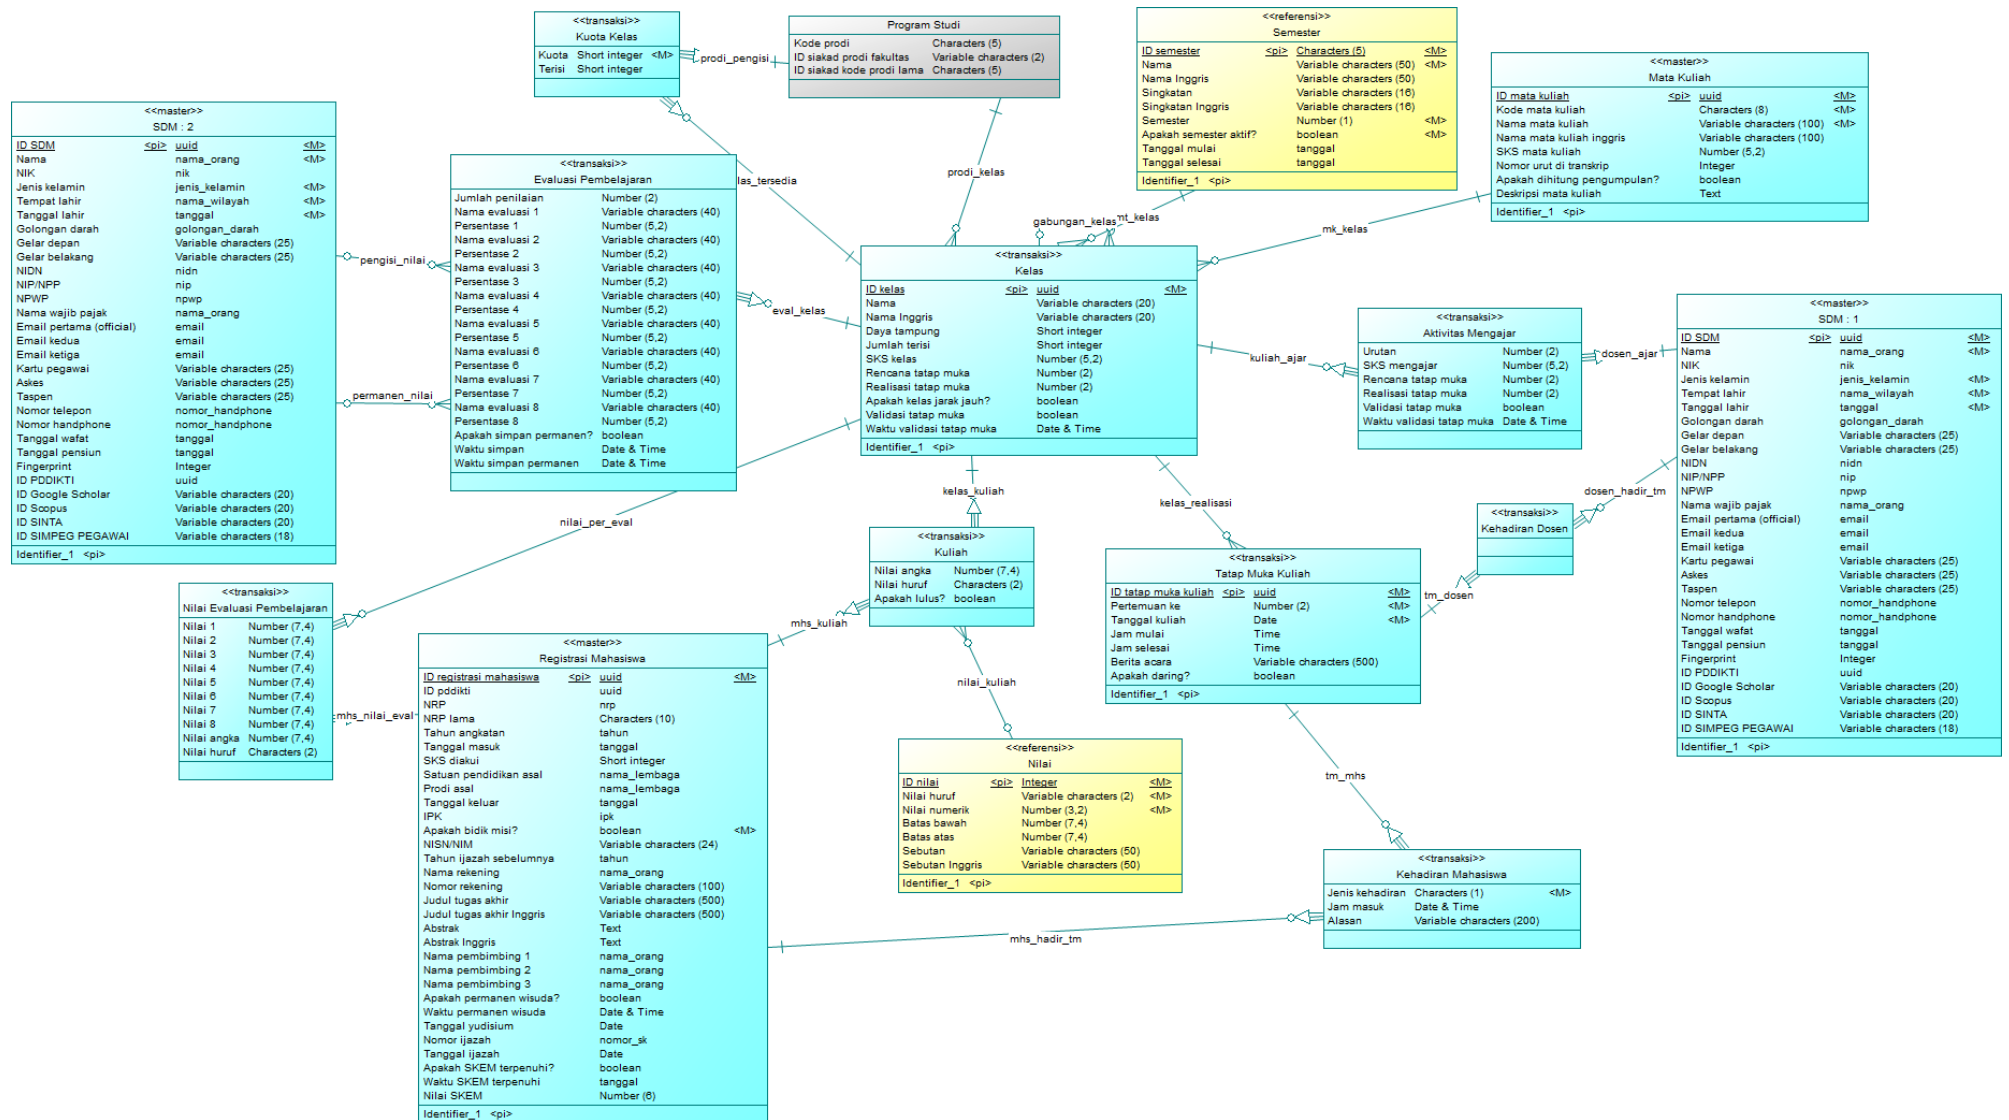 <<transaksi>>
Kuota Kelas
Kuota Short integer <M>
Terisi Short integer
prodi_pengisi
Program Studi
Kode prodi Characters (5)
ID siakad prodi fakultas Variable characters (2)
ID siakad kode prodi lama Characters (5)
<<referensi>>
Semester
ID semester <pi> Characters (5) <M>
Nama Variable characters (50) <M>
Nama Inggris Variable characters (50)
Singkatan Variable characters (16)
Singkatan Inggris Variable characters (16)
Semester Number (1) <M>
Apakah semester aktif? boolean <M>
Tanggal mulai tanggal
Tanggal selesai tanggal
Identifier_1 <pi>
<<master>>
Mata Kuliah
ID mata kuliah <pi> uuid <M>
Kode mata kuliah Characters (8) <M>
Nama mata kuliah Variable characters (100) <M>
Nama mata kuliah inggris Variable characters (100)
SKS mata kuliah Number (5,2)
Nomor urut di transkrip Integer
Apakah dihitung pengumpulan? boolean
Deskripsi mata kuliah Text
Identifier_1 <pi>
<<master>>
SDM : 2
ID SDM <pi> uuid <M>
Nama nama_orang <M>
NIK nik
Jenis kelamin jenis_kelamin <M>
Tempat lahir nama_wilayah <M>
Tanggal lahir tanggal <M>
Golongan darah golongan_darah
Gelar depan Variable characters (25)
Gelar belakang Variable characters (25)
NIDN nidn
NIP/NPP nip
NPWP npwp
Nama wajib pajak nama_orang
Email pertama (official) email
Email kedua email
Email ketiga email
Kartu pegawai Variable characters (25)
Askes Variable characters (25)
Taspen Variable characters (25)
Nomor telepon nomor_handphone
Nomor handphone nomor_handphone
Tanggal wafat tanggal
Tanggal pensiun tanggal
Fingerprint Integer
ID PDDIKTI uuid
ID Google Scholar Variable characters (20)
ID Scopus Variable characters (20)
ID SINTA Variable characters (20)
ID SIMPEG PEGAWAI Variable characters (18)
Identifier_1 <pi>
pengisi_nilai
permanen_nilai
<<transaksi>>
Evaluasi Pembelajaran
Jumlah penilaian Number (2)
Nama evaluasi 1 Variable characters (40)
Persentase 1 Number (5,2)
Nama evaluasi 2 Variable characters (40)
Persentase 2 Number (5,2)
Nama evaluasi 3 Variable characters (40)
Persentase 3 Number (5,2)
Nama evaluasi 4 Variable characters (40)
Persentase 4 Number (5,2)
Nama evaluasi 5 Variable characters (40)
Persentase 5 Number (5,2)
Nama evaluasi 6 Variable characters (40)
Persentase 6 Number (5,2)
Nama evaluasi 7 Variable characters (40)
Persentase 7 Number (5,2)
Nama evaluasi 8 Variable characters (40)
Persentase 8 Number (5,2)
Apakah simpan permanen? boolean
Waktu simpan Date & Time
Waktu simpan permanen Date & Time
las_tersedia
prodi_kelas
gabungan_kelas
mt_kelas
mk_kelas
eval_kelas
<<transaksi>>
Kelas
ID kelas <pi> uuid <M>
Nama Variable characters (20)
Nama Inggris Variable characters (20)
Daya tampung Short integer
Jumlah terisi Short integer
SKS kelas Number (5,2)
Rencana tatap muka Number (2)
Realisasi tatap muka Number (2)
Apakah kelas jarak jauh? boolean
Validasi tatap muka boolean
Waktu validasi tatap muka Date & Time
Identifier_1 <pi>
kuliah_ajar
<<transaksi>>
Aktivitas Mengajar
Urutan Number (2)
SKS mengajar Number (5,2)
Rencana tatap muka Number (2)
Realisasi tatap muka Number (2)
Validasi tatap muka boolean
Waktu validasi tatap muka Date & Time
dosen_ajar
<<master>>
SDM : 1
ID SDM <pi> uuid <M>
Nama nama_orang <M>
NIK nik
Jenis kelamin jenis_kelamin <M>
Tempat lahir nama_wilayah <M>
Tanggal lahir tanggal <M>
Golongan darah golongan_darah
Gelar depan Variable characters (25)
Gelar belakang Variable characters (25)
NIDN nidn
NIP/NPP nip
NPWP npwp
Nama wajib pajak nama_orang
Email pertama (official) email
Email kedua email
Email ketiga email
Kartu pegawai Variable characters (25)
Askes Variable characters (25)
Taspen Variable characters (25)
Nomor telepon nomor_handphone
Nomor handphone nomor_handphone
Tanggal wafat tanggal
Tanggal pensiun tanggal
Fingerprint Integer
ID PDDIKTI uuid
ID Google Scholar Variable characters (20)
ID Scopus Variable characters (20)
ID SINTA Variable characters (20)
ID SIMPEG PEGAWAI Variable characters (18)
Identifier_1 <pi>
dosen_hadir_tm
<<transaksi>>
Kehadiran Dosen
tm_dosen
kelas_kuliah
kelas_realisasi
nilai_per_eval
<<transaksi>>
Kuliah
Nilai angka Number (7,4)
Nilai huruf Characters (2)
Apakah lulus? boolean
<<transaksi>>
Tatap Muka Kuliah
ID tatap muka kuliah <pi> uuid <M>
Pertemuan ke Number (2) <M>
Tanggal kuliah Date <M>
Jam mulai Time
Jam selesai Time
Berita acara Variable characters (500)
Apakah daring? boolean
Identifier_1 <pi>
<<transaksi>>
Nilai Evaluasi Pembelajaran
Nilai 1 Number (7,4)
Nilai 2 Number (7,4)
Nilai 3 Number (7,4)
Nilai 4 Number (7,4)
Nilai 5 Number (7,4)
Nilai 6 Number (7,4)
Nilai 7 Number (7,4)
Nilai 8 Number (7,4)
Nilai angka Number (7,4)
Nilai huruf Characters (2)
mhs_nilai_eval
mhs_kuliah
nilai_kuliah
<<master>>
Registrasi Mahasiswa
ID registrasi mahasiswa <pi> uuid <M>
ID pddikti uuid
NRP nrp
NRP lama Characters (10)
Tahun angkatan tahun
Tanggal masuk tanggal
SKS diakui Short integer
Satuan pendidikan asal nama_lembaga
Prodi asal nama_lembaga
Tanggal keluar tanggal
IPK ipk
Apakah bidik misi? boolean <M>
NISN/NIM Variable characters (24)
Tahun ijazah sebelumnya tahun
Nama rekening nama_orang
Nomor rekening Variable characters (100)
Judul tugas akhir Variable characters (500)
Judul tugas akhir Inggris Variable characters (500)
Abstrak Text
Abstrak Inggris Text
Nama pembimbing 1 nama_orang
Nama pembimbing 2 nama_orang
Nama pembimbing 3 nama_orang
Apakah permanen wisuda? boolean
Waktu permanen wisuda Date & Time
Tanggal yudisium Date
Nomor ijazah nomor_sk
Tanggal ijazah Date
Apakah SKEM terpenuhi? boolean
Waktu SKEM terpenuhi tanggal
Nilai SKEM Number (6)
Identifier_1 <pi>
<<referensi>>
Nilai
ID nilai <pi> Integer <M>
Nilai huruf Variable characters (2) <M>
Nilai numerik Number (3,2) <M>
Batas bawah Number (7,4)
Batas atas Number (7,4)
Sebutan Variable characters (50)
Sebutan Inggris Variable characters (50)
Identifier_1 <pi>
tm_mhs
<<transaksi>>
Kehadiran Mahasiswa
Jenis kehadiran Characters (1) <M>
Jam masuk Date & Time
Alasan Variable characters (200)
mhs_hadir_tm